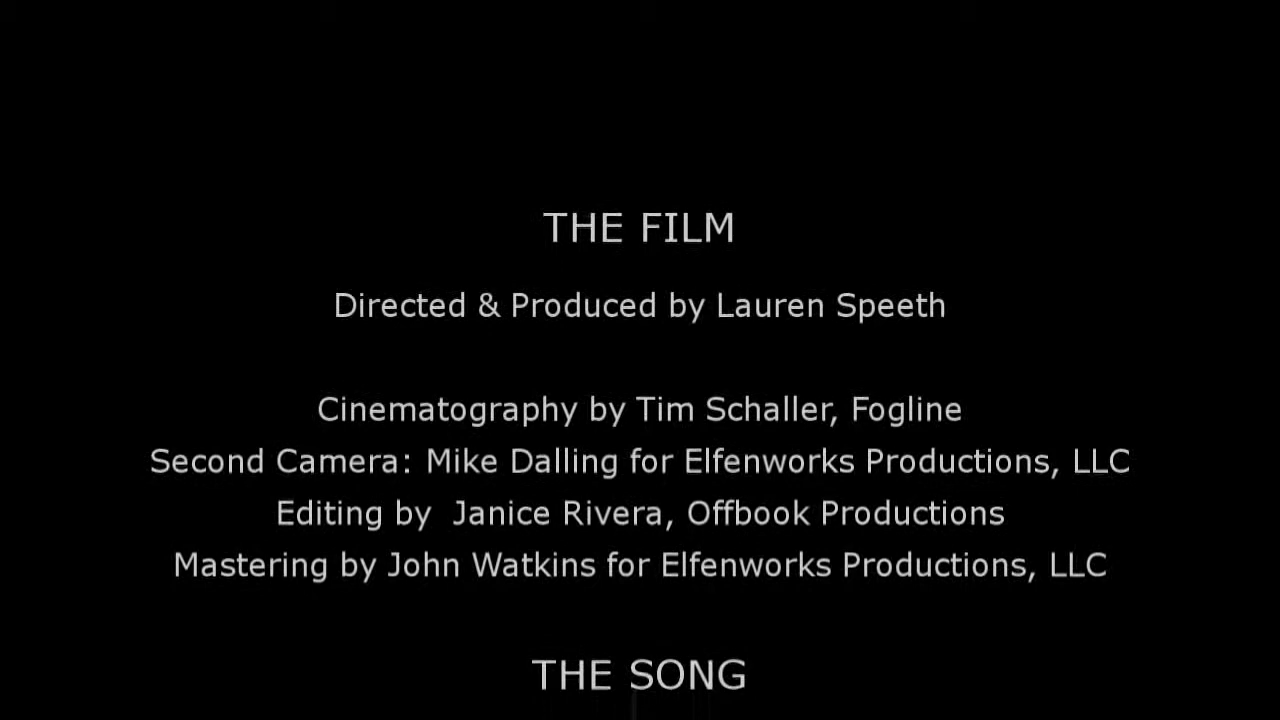 THE FILM
Directed & Produced by Lauren Speeth
Cinematography by Tim Schaller, Fogline
Second Camera: Mike Dalling for Elfenworks Productions, LLC
Editing by  Janice Rivera, Offbook Productions
Mastering by John Watkins for Elfenworks Productions, LLC
THE SONG